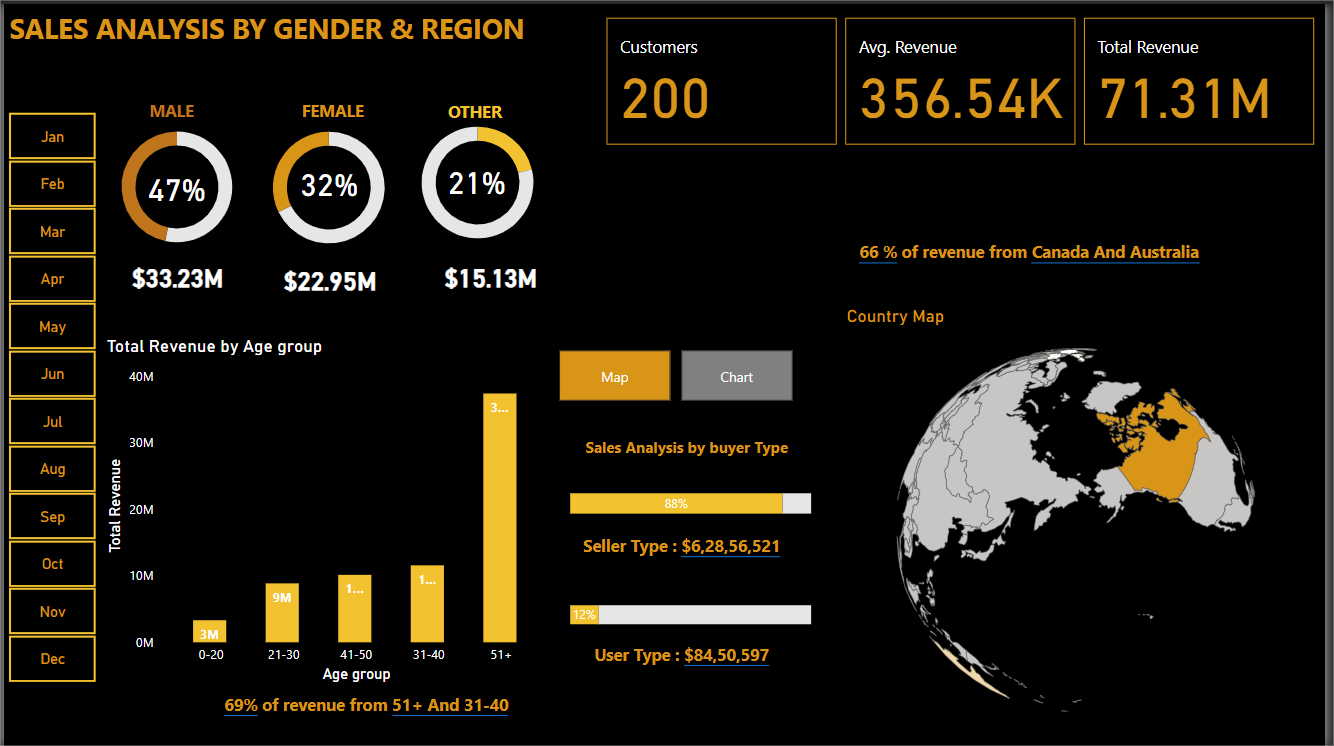 SALES ANALYSIS BY GENDER & REGION
Customers
200
Avg. Revenue
356.54K
Total Revenue
71.31M
Jan
Feb
Mar
Apr
May
Jun
Jul
Aug
Sep
Oct
Nov
Dec
MALE
47%
$33.23M
FEMALE
32%
$22.95M
OTHER
21%
$15.13M
66 % of revenue from Canada And Australia
Country Map
Total Revenue by Age group
Total Revenue
40M
30M
20M
10M
0M
3M
9M
1...
1...
3...
0-20
21-30
41-50
31-40
51+
Age group
69% of revenue from 51+ And 31-40
Map
Chart
Sales Analysis by buyer Type
88%
Seller Type : $6,28,56,521
12%
User Type : $84,50,597